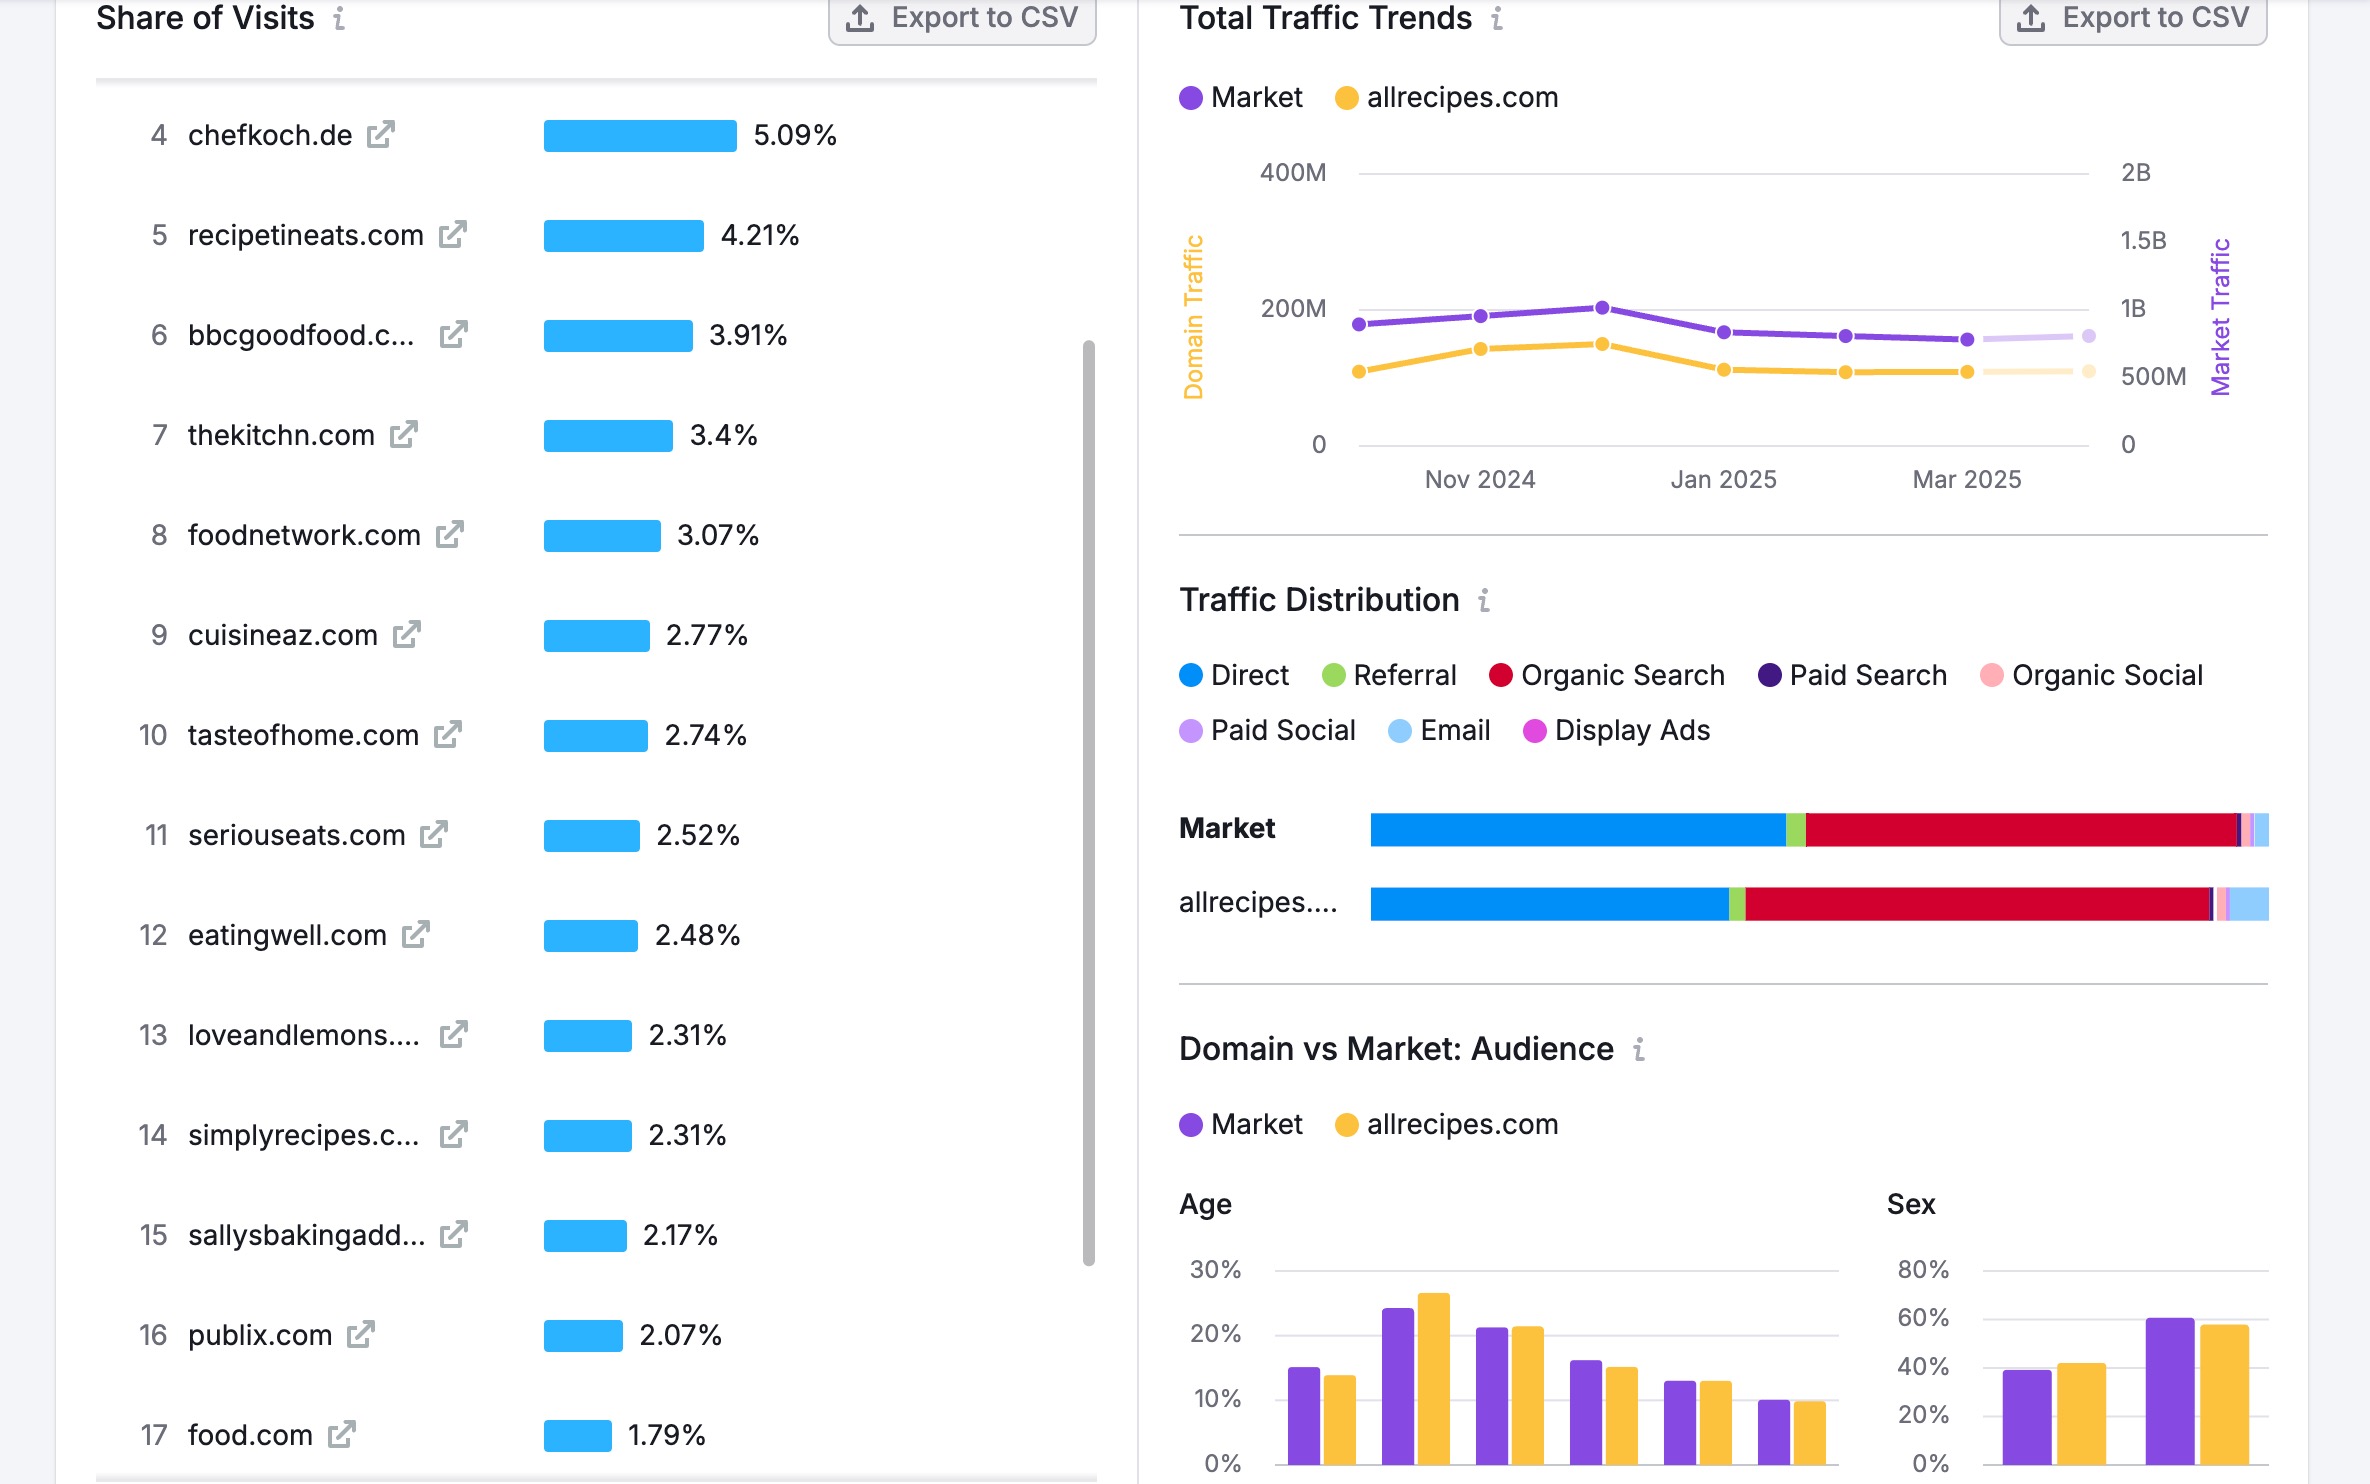 Share of Visits
Export to CSV
4 chefkoch.de 5.09%
5 recipetineats.com 4.21%
6 bbcgoodfood.c... 3.91%
7 thekitchn.com 3.4%
8 foodnetwork.com 3.07%
9 cuisineaz.com 2.77%
10 tasteofhome.com 2.74%
11 seriouseats.com 2.52%
12 eatingwell.com 2.48%
13 loveandlemons.... 2.31%
14 simplyrecipes.c... 2.31%
15 sallysbakingadd... 2.17%
16 publix.com 2.07%
17 food.com 1.79%
Total Traffic Trends
Export to CSV
Market allrecipes.com
400M 2B
1.5B
200M 1B
500M
0 0
Domain Traffic
Market Traffic
Nov 2024 Jan 2025 Mar 2025
Traffic Distribution
Direct Referral Organic Search Paid Search Organic Social
Paid Social Email Display Ads
Market
allrecipes....
Domain vs Market: Audience
Market allrecipes.com
Age
30%
20%
10%
0%
Sex
80%
60%
40%
20%
0%